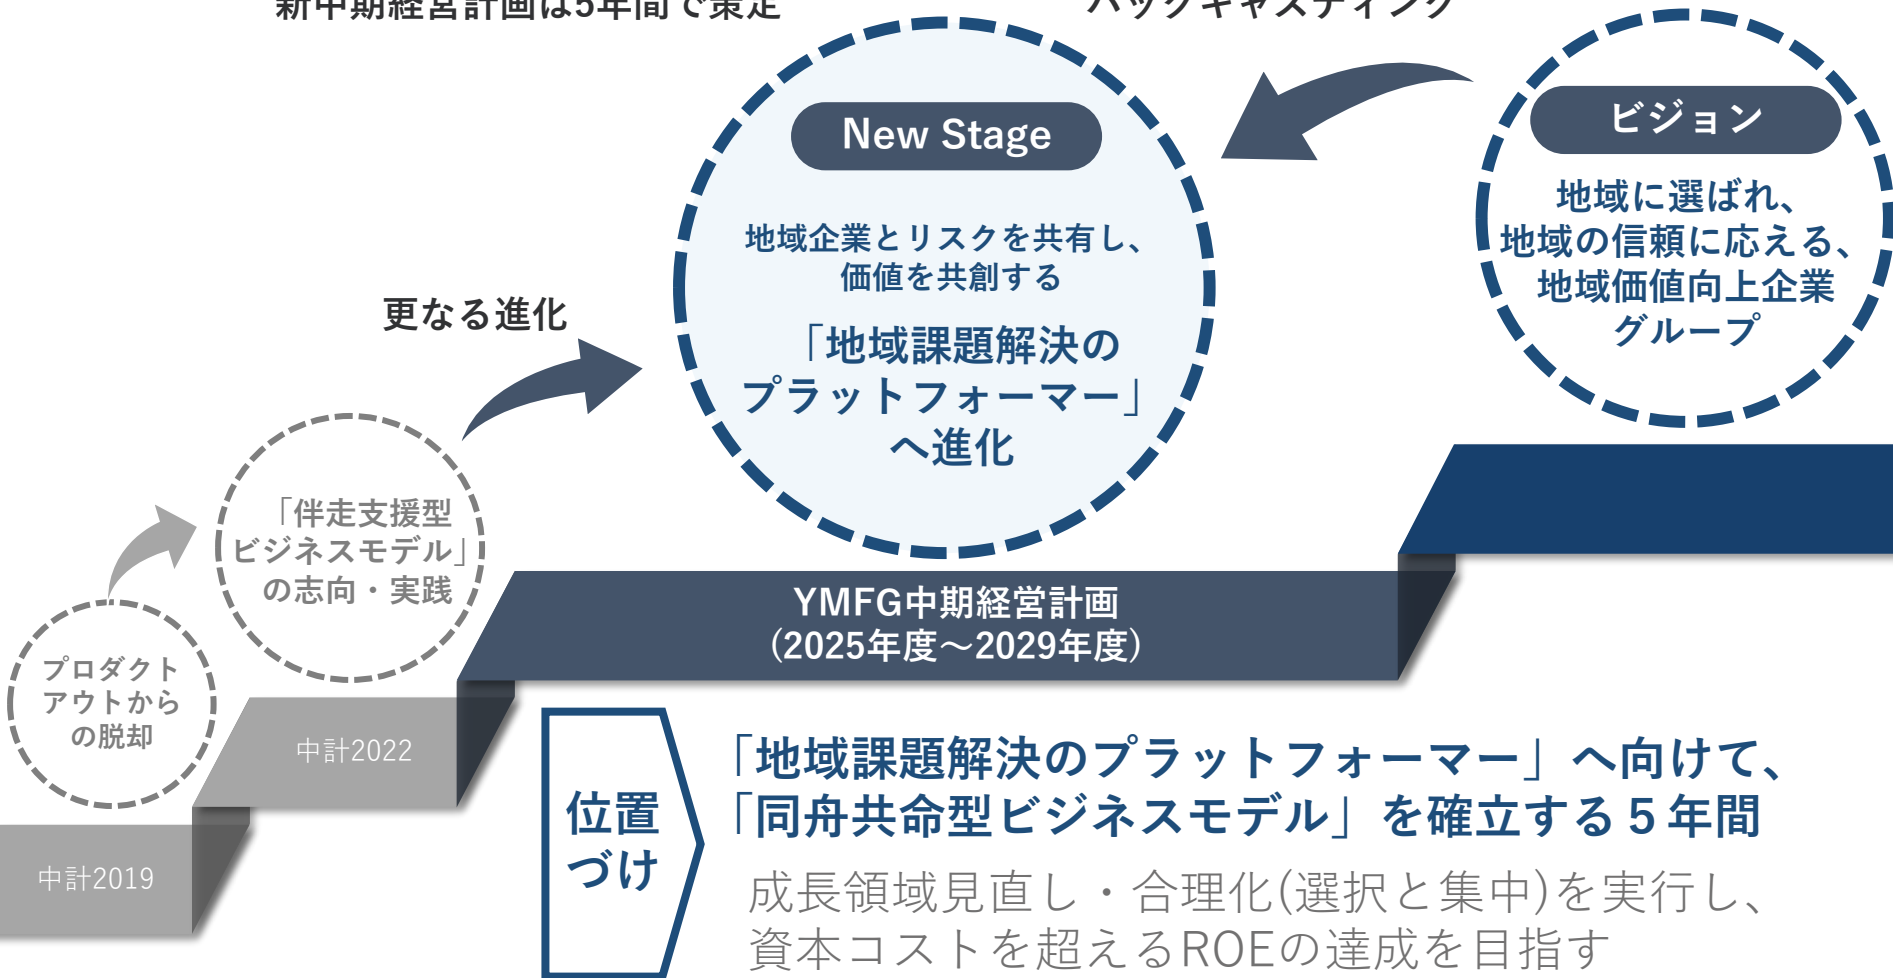 新中期経営計画は5年間で策定
バックキャスティング
New Stage
地域企業とリスクを共有し、
価値を共創する
「地域課題解決の
プラットフォーマー」
へ進化
ビジョン
地域に選ばれ、
地域の信頼に応える、
地域価値向上企業
グループ
更なる進化
「伴走支援型
ビジネスモデル」
の志向・実践
プロダクト
アウトから
の脱却
YMFG中期経営計画
(2025年度～2029年度)
中計2022
中計2019
位置
づけ
「地域課題解決のプラットフォーマー」へ向けて、
「同舟共命型ビジネスモデル」を確立する５年間
成長領域見直し・合理化(選択と集中)を実行し、
資本コストを超えるROEの達成を目指す